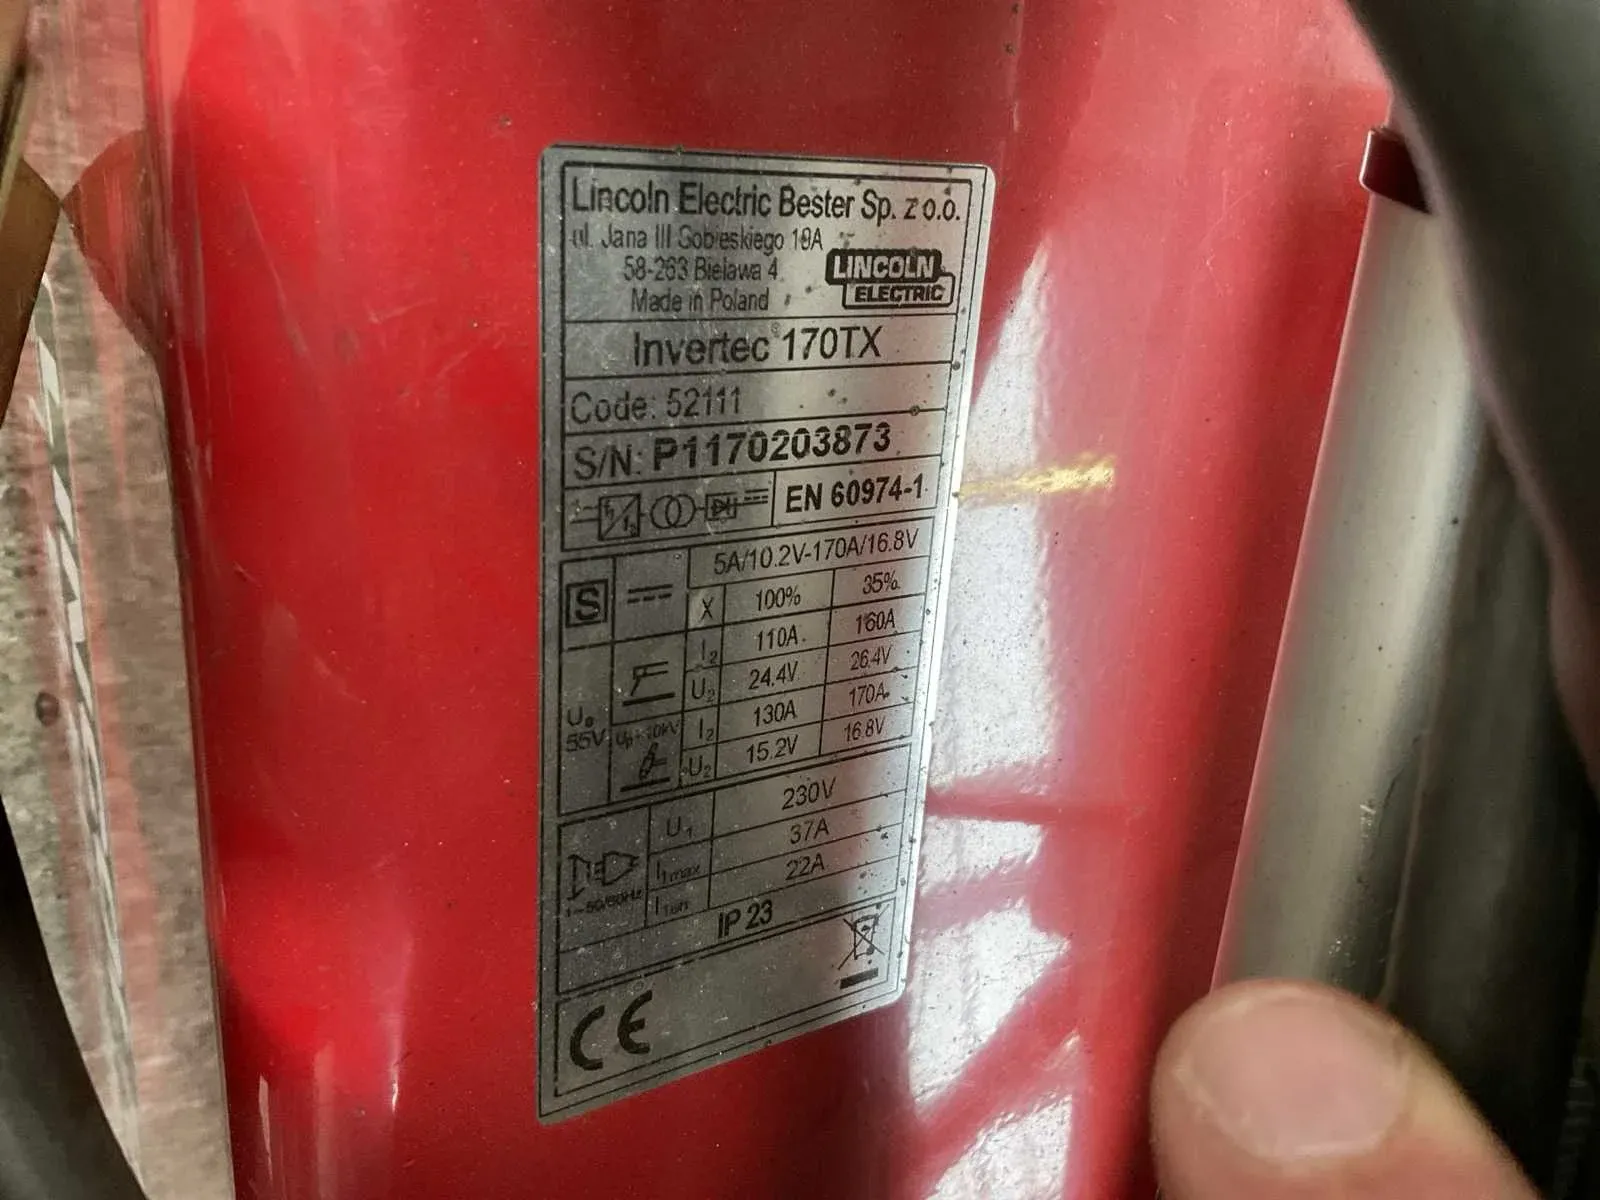 Lincoln Electric Bester Sp. z o.o.
ul. Jana III Sobieskiego 19A
58-263 Bielawa 4
Made in Poland
LINCOLN
ELECTRIC
Invertec® 170TX
Code: 52111
S/N: P1170203873
EN 60974-1
5A/10.2V-170A/16.8V
S
X 100% 35%
I2 110A 160A
U2 24.4V 26.4V
U0
55V
I2 130A 170A
U2 15.2V 16.8V
U1 230V
I1max 37A
I1eff 22A
1~50/60Hz
IP 23
CE